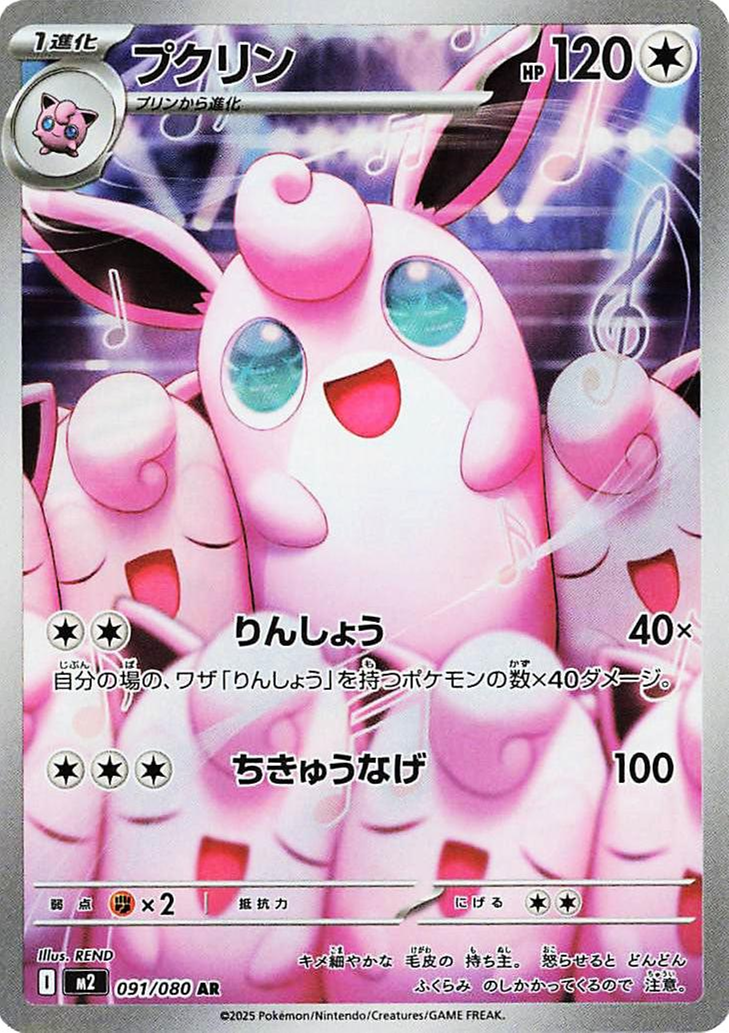 1進化
プクリン
HP 120
プリンから進化
りんしょう 40×
自分の場の、ワザ「りんしょう」を持つポケモンの数×40ダメージ。
ちきゅうなげ 100
弱点 ×2 抵抗力 にげる
Illus. REND
キメ細やかな 毛皮の 持ち主。 怒らせると どんどん
ふくらみ のしかかってくるので 注意。
I m2 091/080 AR
©2025 Pokémon/Nintendo/Creatures/GAME FREAK.